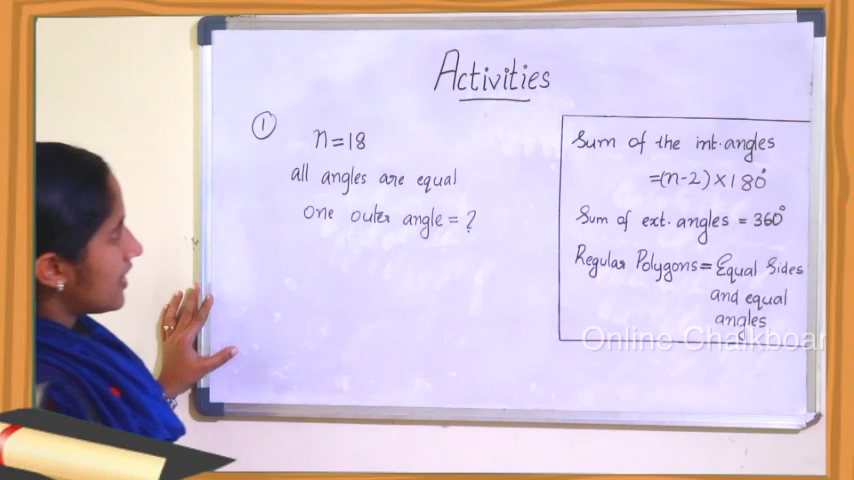 Activities
1
n=18
all angles are equal
one outer angle = ?
Sum of the int.angles
=(n-2)×180°
Sum of ext. angles = 360°
Regular Polygons = Equal Sides
and equal
angles
Online Chalkboar